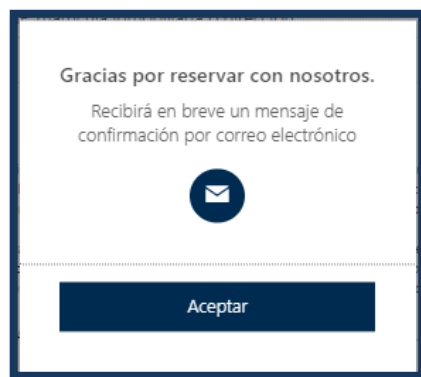 Gracias por reservar con nosotros.
Recibirá en breve un mensaje de
confirmación por correo electrónico
Aceptar